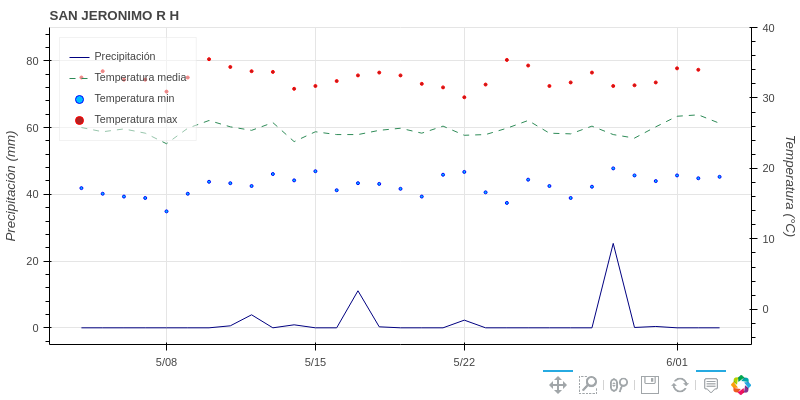 SAN JERONIMO R H
Precipitación
Temperatura media
Temperatura min
Temperatura max
Precipitación (mm)
80
60
40
20
0
Temperatura (°C)
40
30
20
10
0
5/08
5/15
5/22
6/01